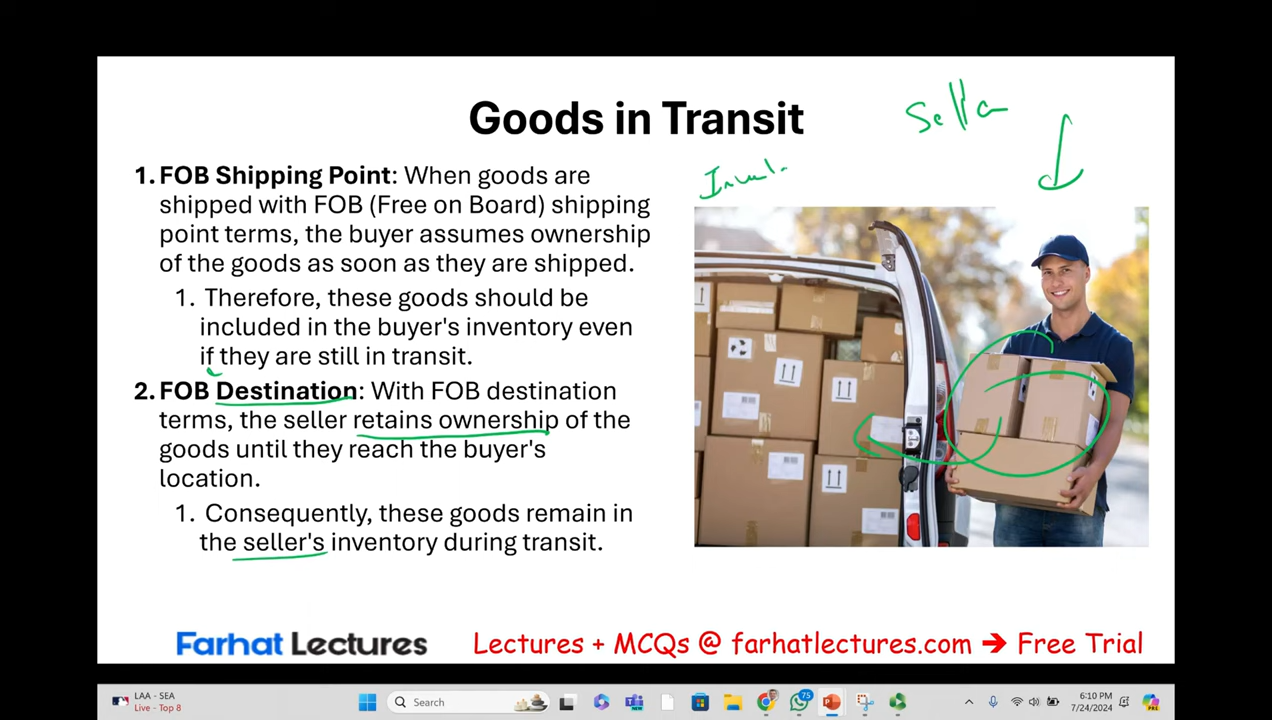 Goods in Transit
Seller
1. FOB Shipping Point: When goods are
shipped with FOB (Free on Board) shipping
point terms, the buyer assumes ownership
of the goods as soon as they are shipped.
1. Therefore, these goods should be
included in the buyer's inventory even
if they are still in transit.
2. FOB Destination: With FOB destination
terms, the seller retains ownership of the
goods until they reach the buyer's
location.
1. Consequently, these goods remain in
the seller's inventory during transit.
Farhat Lectures
Lectures + MCQs @ farhatlectures.com ➔ Free Trial
LAA - SEA
Live - Top 8
Search
75
6:10 PM
7/24/2024